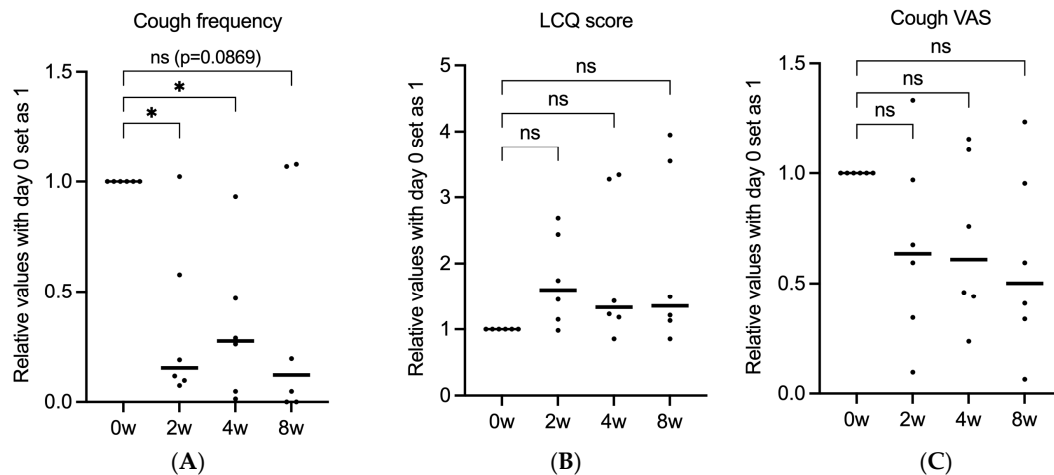 Cough frequency
ns (p=0.0869)
*
*
Relative values with day 0 set as 1
1.5
1.0
0.5
0.0
0w 2w 4w 8w
(A)
LCQ score
ns
ns
ns
Relative values with day 0 set as 1
5
4
3
2
1
0
0w 2w 4w 8w
(B)
Cough VAS
ns
ns
ns
Relative values with day 0 set as 1
1.5
1.0
0.5
0.0
0w 2w 4w 8w
(C)